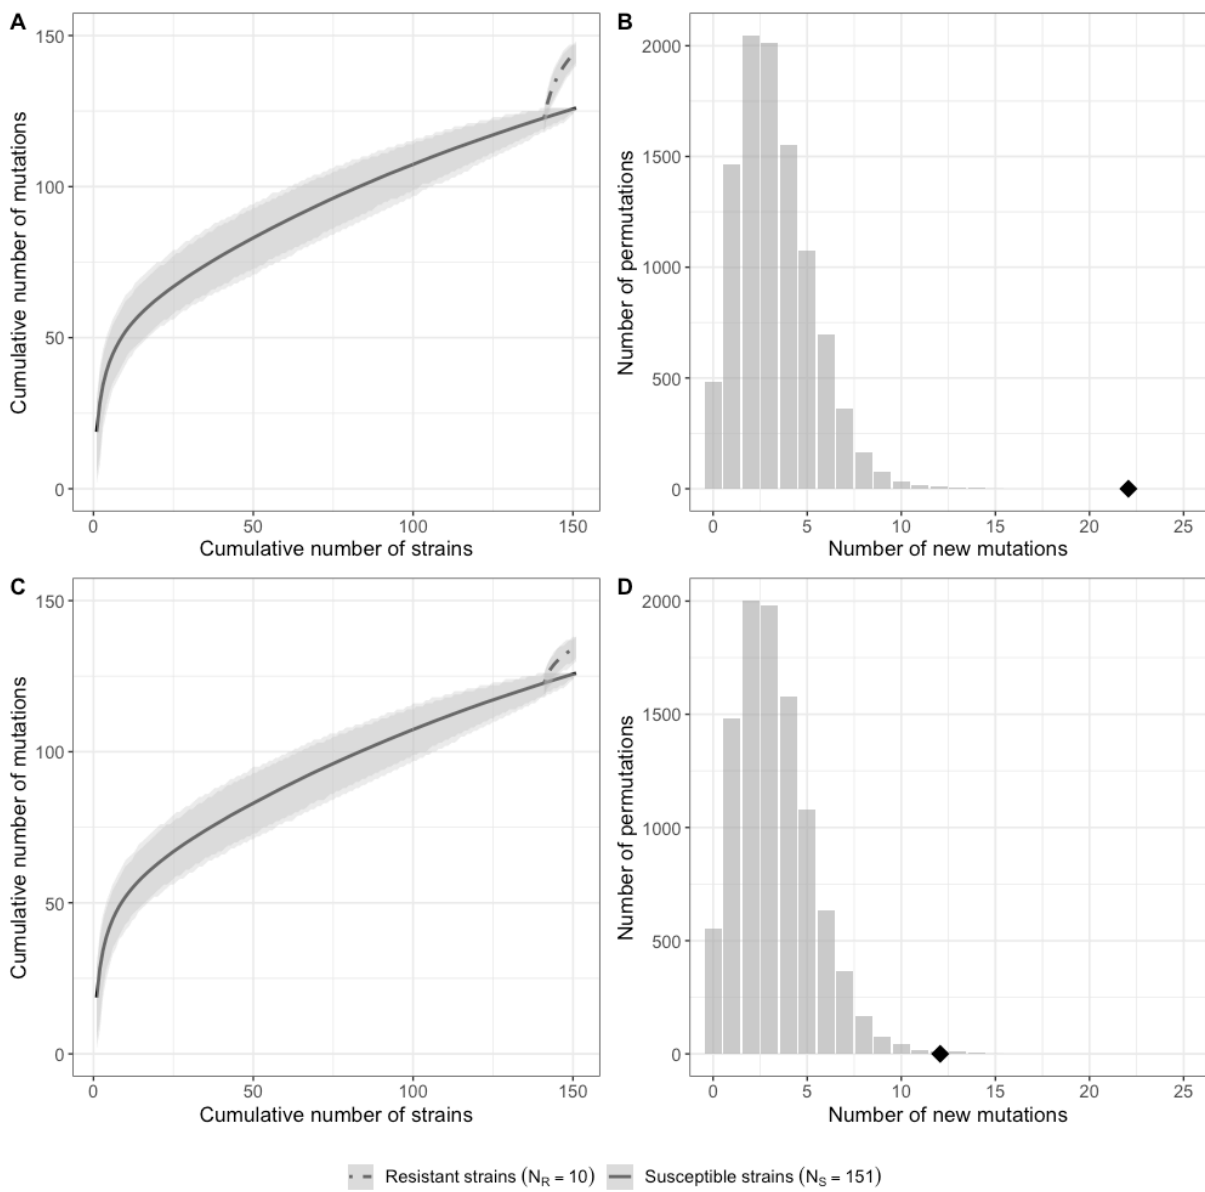 A
B
150
100
50
0
Cumulative number of mutations
0 50 100 150
Cumulative number of strains
2000
1500
1000
500
0
Number of permutations
0 5 10 15 20 25
Number of new mutations
C
D
150
100
50
0
Cumulative number of mutations
0 50 100 150
Cumulative number of strains
2000
1500
1000
500
0
Number of permutations
0 5 10 15 20 25
Number of new mutations
Resistant strains (N_R = 10) Susceptible strains (N_S = 151)